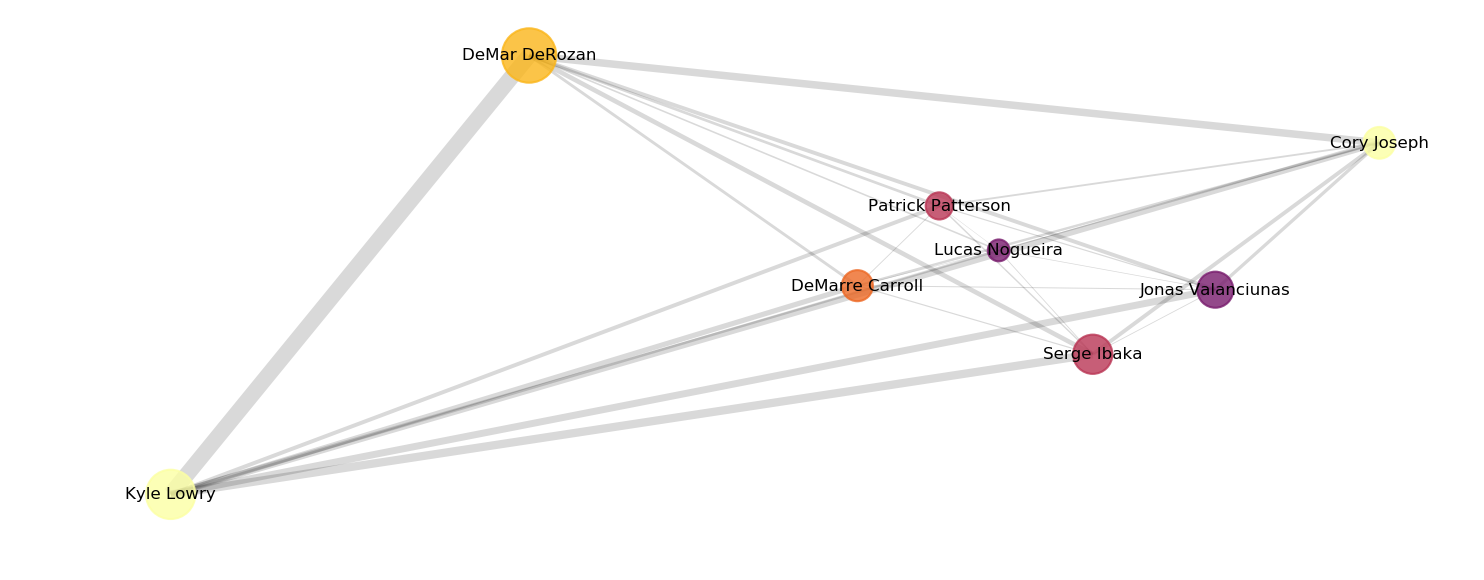 DeMar DeRozan
Cory Joseph
Patrick Patterson
Lucas Nogueira
DeMarre Carroll
Jonas Valanciunas
Serge Ibaka
Kyle Lowry